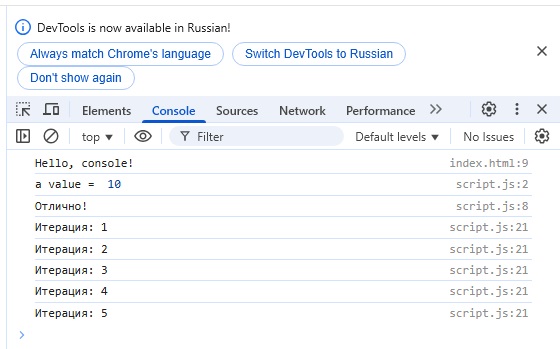 DevTools is now available in Russian!
Always match Chrome's language Switch DevTools to Russian
Don't show again
Elements Console Sources Network Performance
top Filter Default levels No Issues
Hello, console! index.html:9
a value = 10 script.js:2
Отлично! script.js:8
Итерация: 1 script.js:21
Итерация: 2 script.js:21
Итерация: 3 script.js:21
Итерация: 4 script.js:21
Итерация: 5 script.js:21